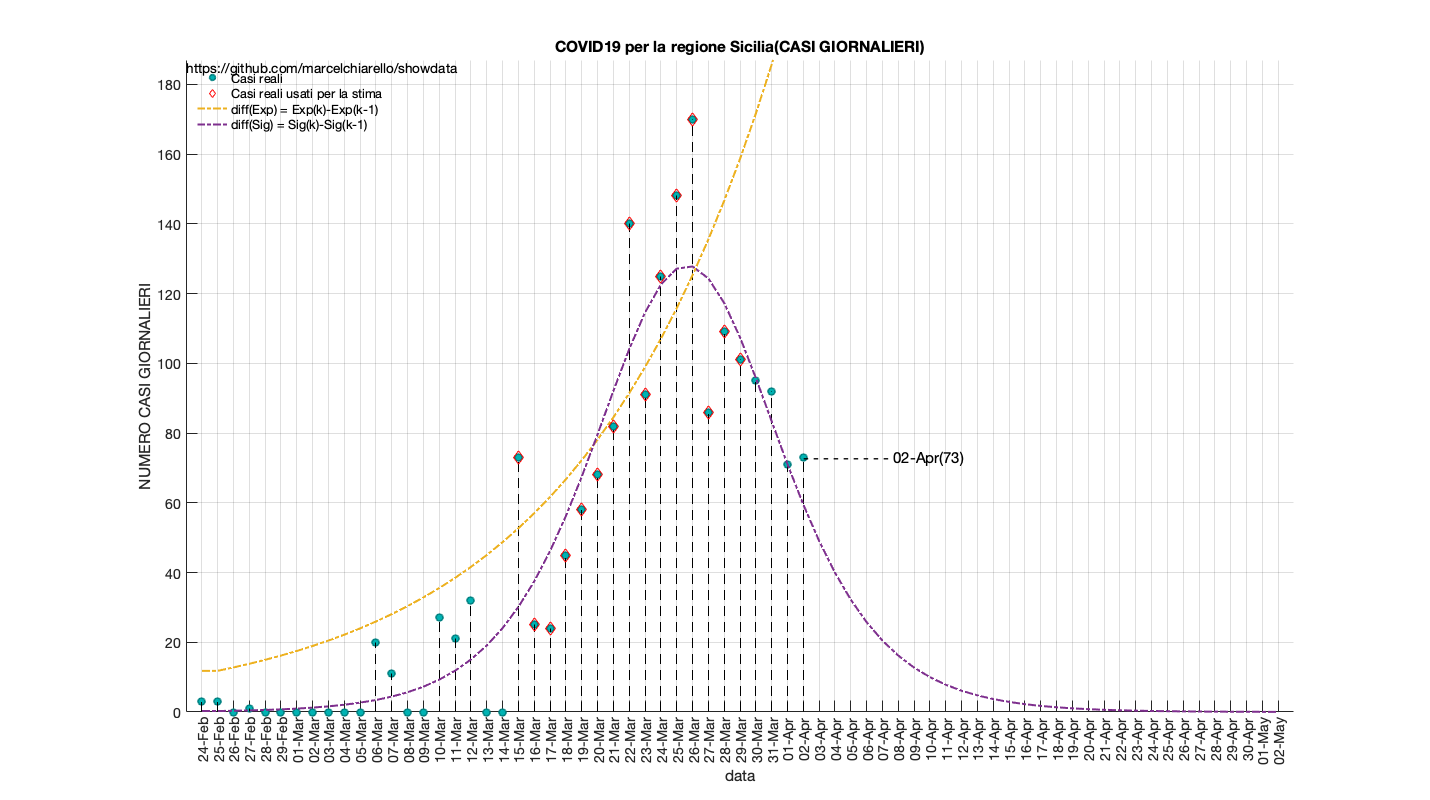 COVID19 per la regione Sicilia(CASI GIORNALIERI)
https://github.com/marcelchiarello/showdata
Casi reali
Casi reali usati per la stima
diff(Exp) = Exp(k)-Exp(k-1)
diff(Sig) = Sig(k)-Sig(k-1)
180
160
140
120
100
80
60
40
20
0
NUMERO CASI GIORNALIERI
02-Apr(73)
24-Feb
25-Feb
26-Feb
27-Feb
28-Feb
29-Feb
01-Mar
02-Mar
03-Mar
04-Mar
05-Mar
06-Mar
07-Mar
08-Mar
09-Mar
10-Mar
11-Mar
12-Mar
13-Mar
14-Mar
15-Mar
16-Mar
17-Mar
18-Mar
19-Mar
20-Mar
21-Mar
22-Mar
23-Mar
24-Mar
25-Mar
26-Mar
27-Mar
28-Mar
29-Mar
30-Mar
31-Mar
01-Apr
02-Apr
03-Apr
04-Apr
05-Apr
06-Apr
07-Apr
08-Apr
09-Apr
10-Apr
11-Apr
12-Apr
13-Apr
14-Apr
15-Apr
16-Apr
17-Apr
18-Apr
19-Apr
20-Apr
21-Apr
22-Apr
23-Apr
24-Apr
25-Apr
26-Apr
27-Apr
28-Apr
29-Apr
30-Apr
01-May
02-May
data